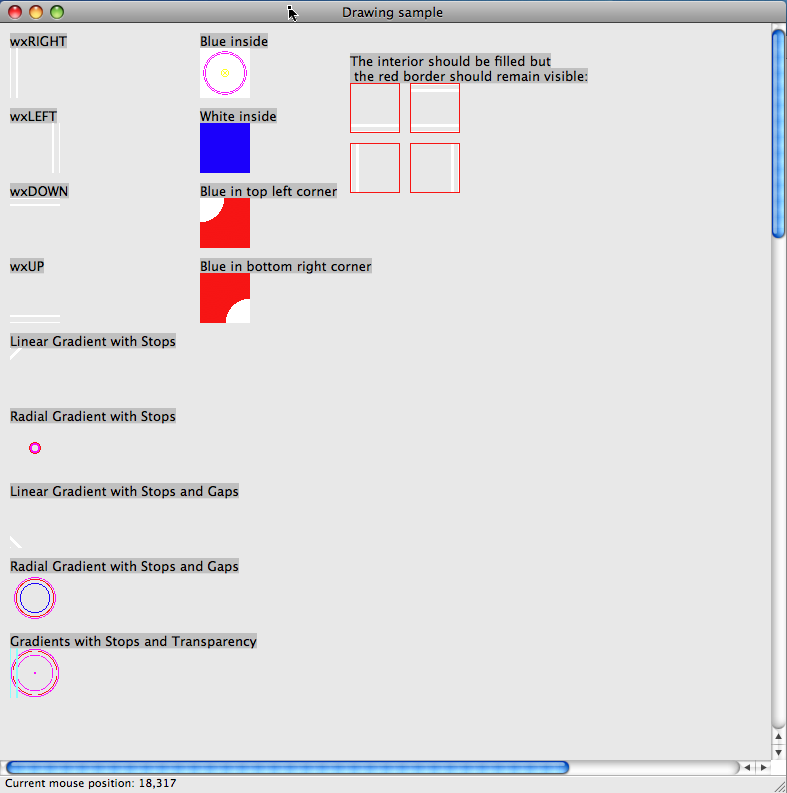 Drawing sample
wxRIGHT
Blue inside
The interior should be filled but
the red border should remain visible:
wxLEFT
White inside
wxDOWN
Blue in top left corner
wxUP
Blue in bottom right corner
Linear Gradient with Stops
Radial Gradient with Stops
Linear Gradient with Stops and Gaps
Radial Gradient with Stops and Gaps
Gradients with Stops and Transparency
Current mouse position: 18,317